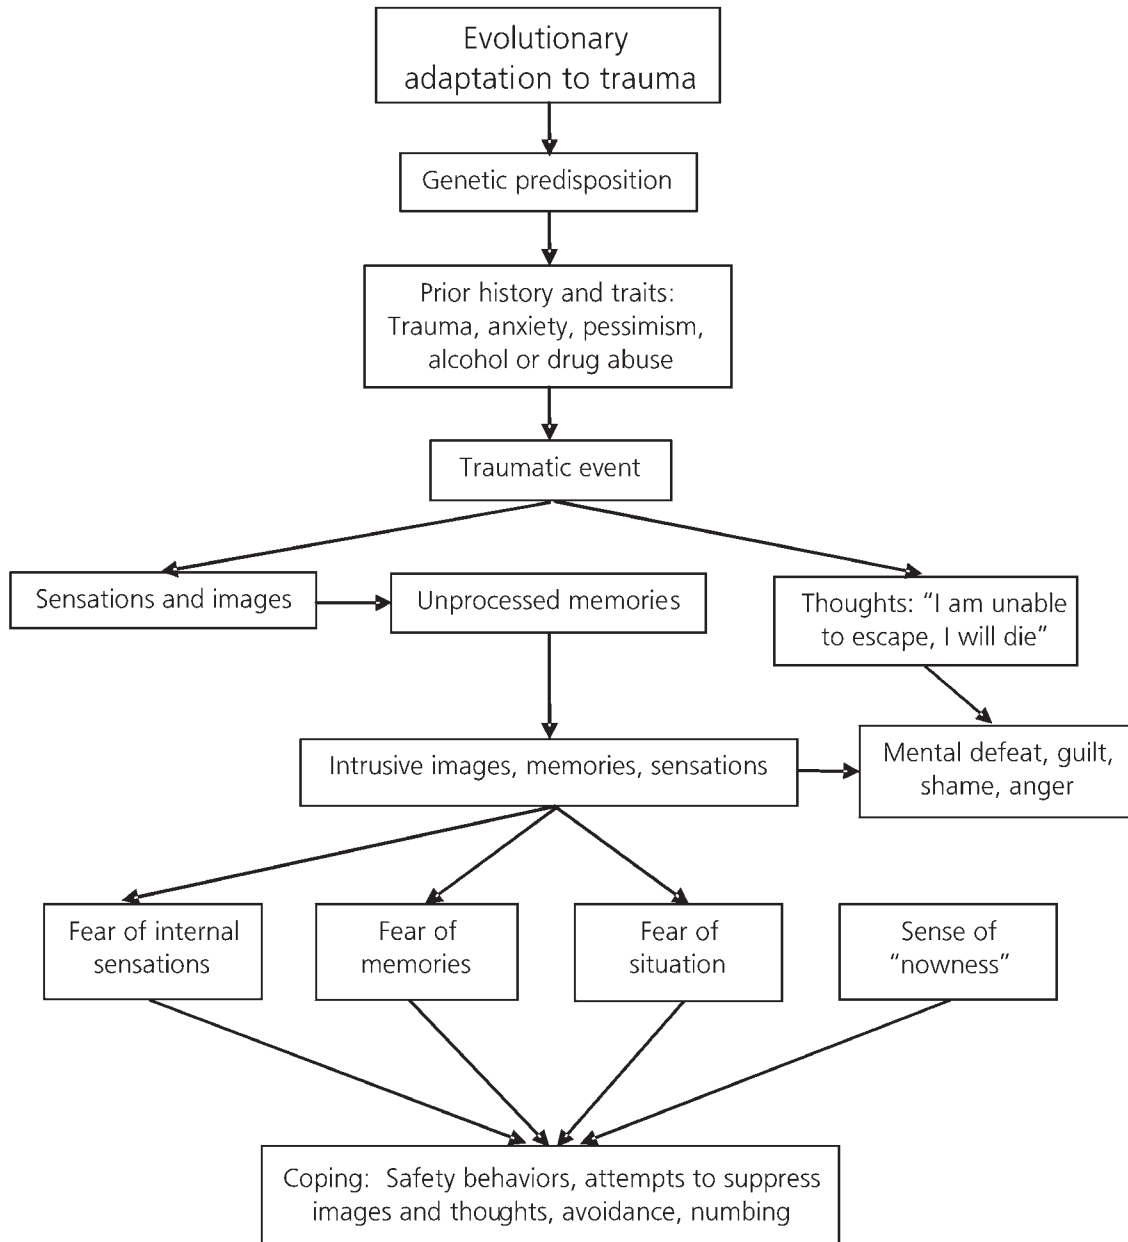 Evolutionary
adaptation to trauma
Genetic predisposition
Prior history and traits:
Trauma, anxiety, pessimism,
alcohol or drug abuse
Traumatic event
Sensations and images
Unprocessed memories
Thoughts: “I am unable
to escape, I will die”
Intrusive images, memories, sensations
Mental defeat, guilt,
shame, anger
Fear of internal
sensations
Fear of
memories
Fear of
situation
Sense of
“nowness”
Coping: Safety behaviors, attempts to suppress
images and thoughts, avoidance, numbing